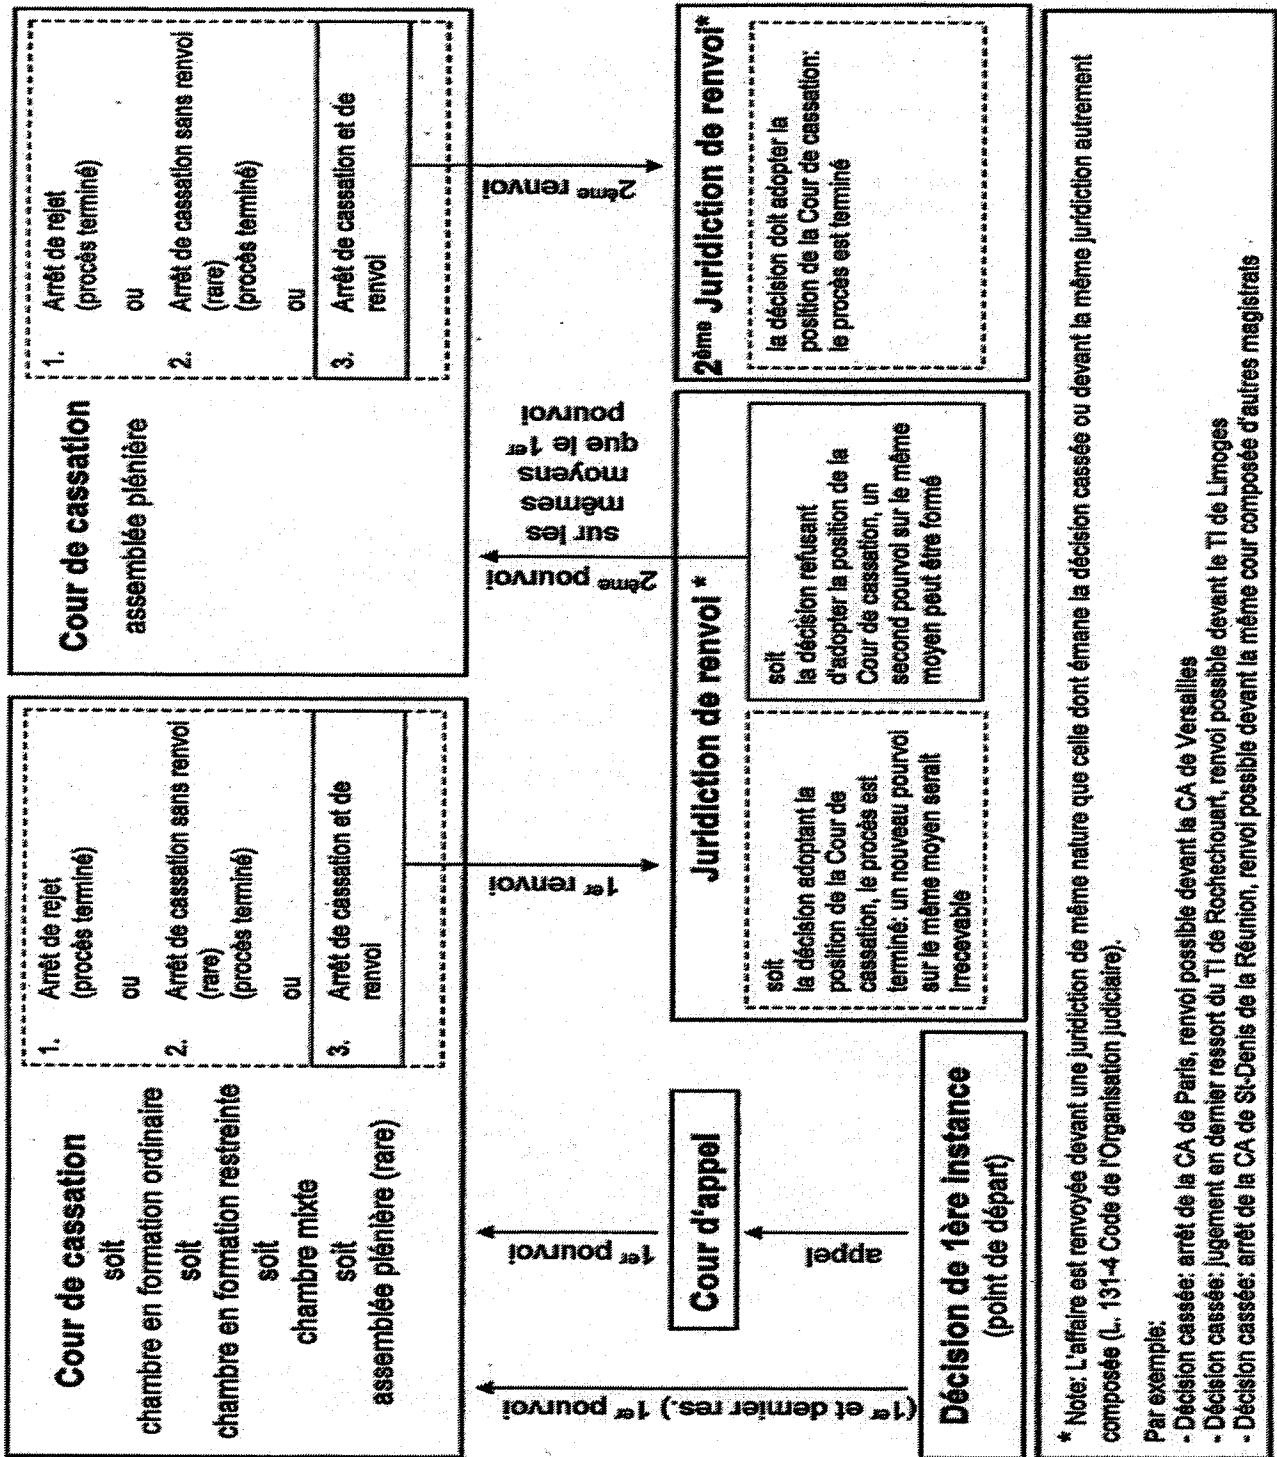 Cour de cassation
soit
chambre en formation ordinaire
soit
chambre en formation restreinte
soit
chambre mixte
soit
assemblée plénière (rare)
1. Arrêt de rejet
(procès terminé)
ou
2. Arrêt de cassation sans renvoi
(rare)
(procès terminé)
ou
3. Arrêt de cassation et de
renvoi
Cour de cassation
assemblée plénière
1. Arrêt de rejet
(procès terminé)
ou
2. Arrêt de cassation sans renvoi
(rare)
(procès terminé)
ou
3. Arrêt de cassation et de
renvoi
(1er et dernier res.) 1er pourvoi
1er pourvoi
1er renvoi
2ème pourvoi
sur les
mêmes
moyens
que le 1er
pourvoi
2ème renvoi
Cour d'appel
appel
Décision de 1ère instance
(point de départ)
Juridiction de renvoi *
soit
la décision adoptant la
position de la Cour de
cassation, le procès est
terminé: un nouveau pourvoi
sur le même moyen serait
irrecevable
soit
la décision refusant
d'adopter la position de la
Cour de cassation, un
second pourvoi sur le même
moyen peut être formé
2ème Juridiction de renvoi*
la décision doit adopter la
position de la Cour de cassation:
le procès est terminé
* Note: L'affaire est renvoyée devant une juridiction de même nature que celle dont émane la décision cassée ou devant la même juridiction autrement
composée (L. 131-4 Code de l'Organisation judiciaire).
Par exemple:
- Décision cassée: arrêt de la CA de Paris, renvoi possible devant la CA de Versailles
- Décision cassée: jugement en dernier ressort du TI de Rochechouart, renvoi possible devant le TI de Limoges
- Décision cassée: arrêt de la CA de St-Denis de la Réunion, renvoi possible devant la même cour composée d'autres magistrats